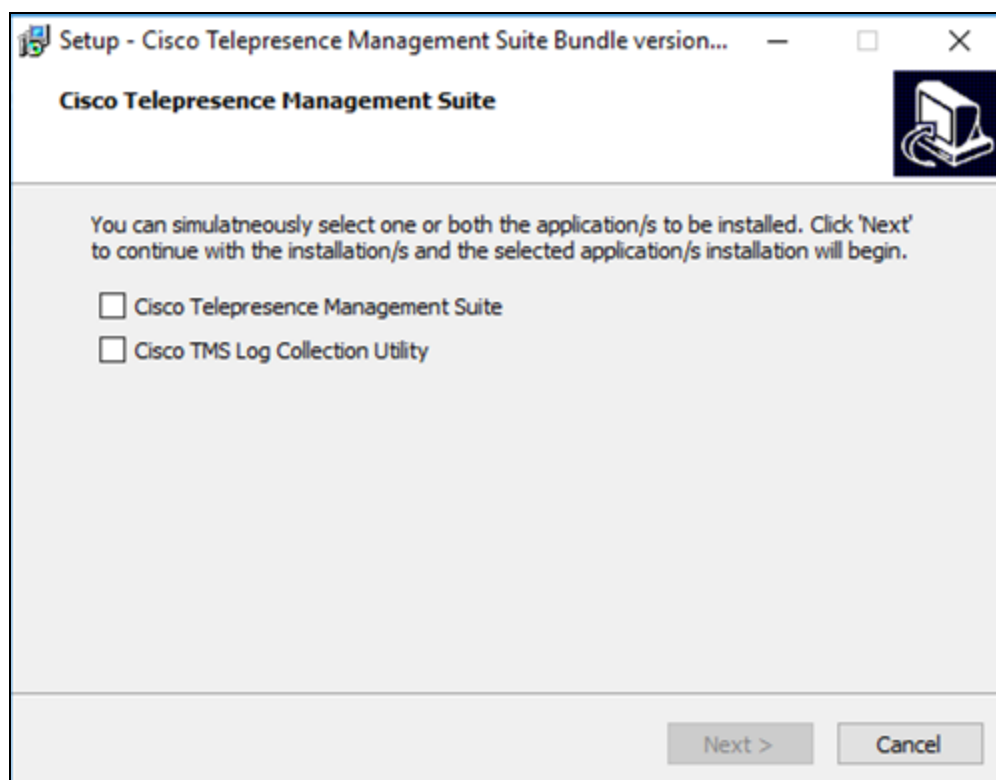 Setup - Cisco Telepresence Management Suite Bundle version...
Cisco Telepresence Management Suite
You can simulatneously select one or both the application/s to be installed. Click 'Next'
to continue with the installation/s and the selected application/s installation will begin.
Cisco Telepresence Management Suite
Cisco TMS Log Collection Utility
Next >
Cancel